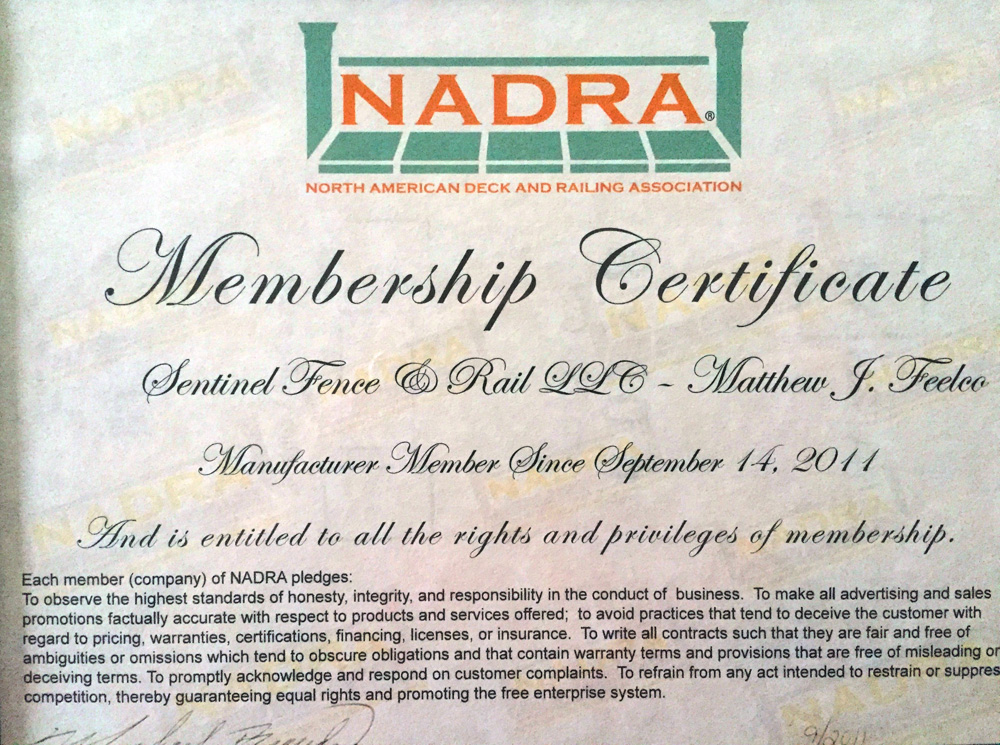 NADRA®
NORTH AMERICAN DECK AND RAILING ASSOCIATION
Membership Certificate
Sentinel Fence & Rail LLC ~ Matthew J. Feelco
Manufacturer Member Since September 14, 2011
And is entitled to all the rights and privileges of membership.
Each member (company) of NADRA pledges:
To observe the highest standards of honesty, integrity, and responsibility in the conduct of business. To make all advertising and sales
promotions factually accurate with respect to products and services offered; to avoid practices that tend to deceive the customer with
regard to pricing, warranties, certifications, financing, licenses, or insurance. To write all contracts such that they are fair and free of
ambiguities or omissions which tend to obscure obligations and that contain warranty terms and provisions that are free of misleading or
deceiving terms. To promptly acknowledge and respond on customer complaints. To refrain from any act intended to restrain or suppres
competition, thereby guaranteeing equal rights and promoting the free enterprise system.
9/2011